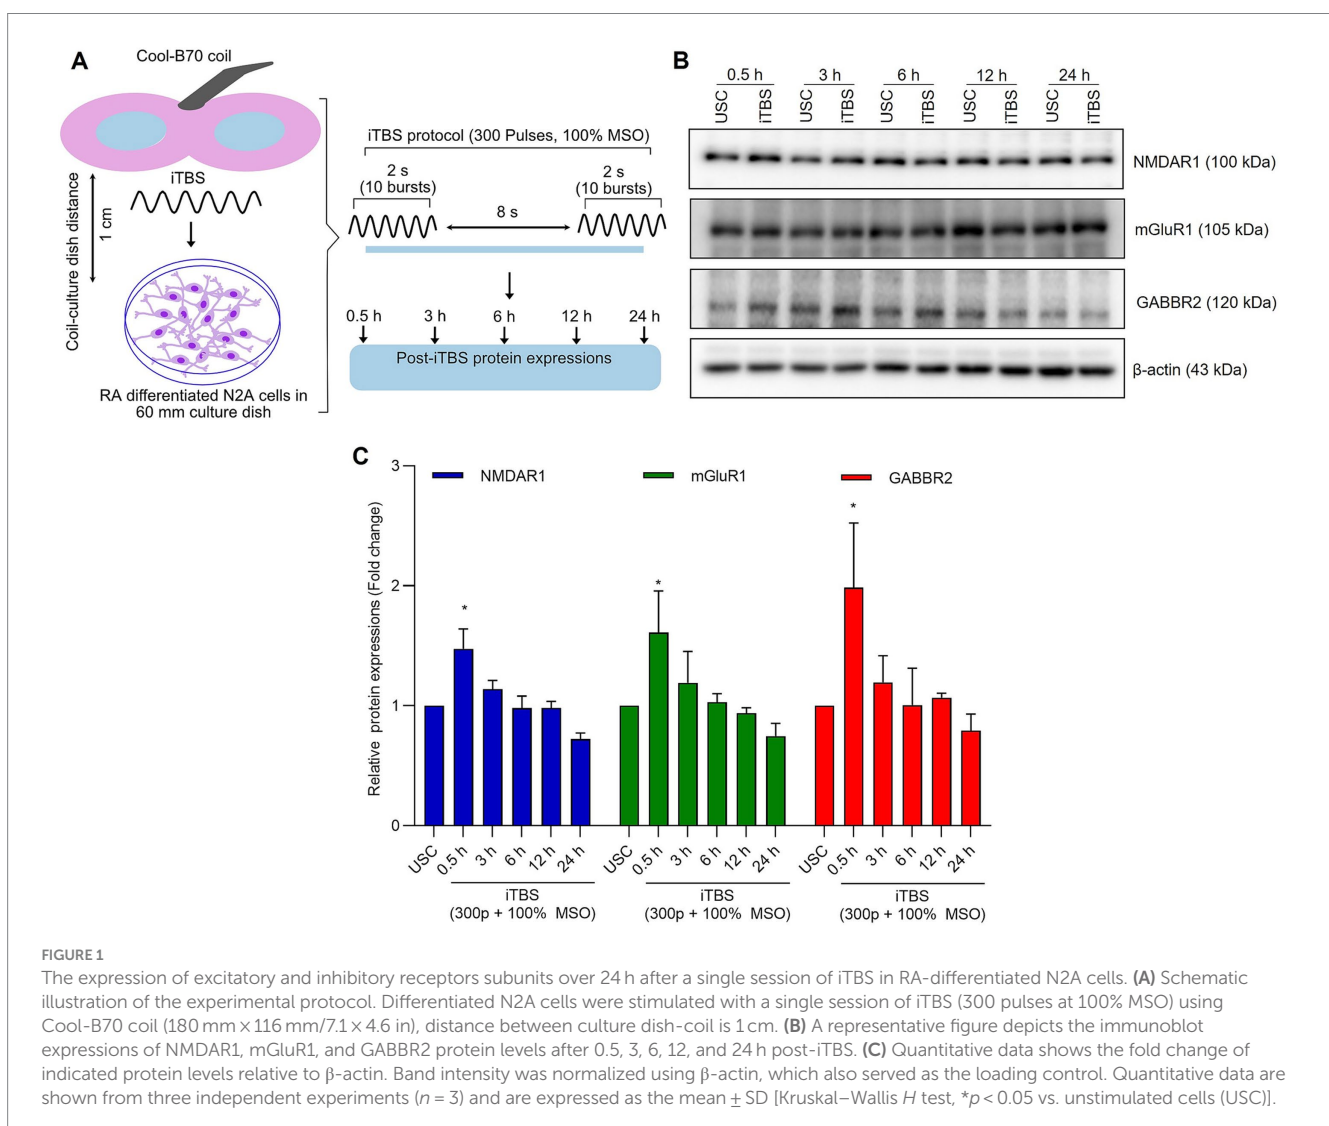 A
Cool-B70 coil
iTBS
Coil-culture dish distance
1 cm
RA differentiated N2A cells in
60 mm culture dish
iTBS protocol (300 Pulses, 100% MSO)
2 s
(10 bursts)
8 s
2 s
(10 bursts)
0.5 h 3 h 6 h 12 h 24 h
Post-iTBS protein expressions
B
0.5 h 3 h 6 h 12 h 24 h
USC iTBS USC iTBS USC iTBS USC iTBS USC iTBS
NMDAR1 (100 kDa)
mGluR1 (105 kDa)
GABBR2 (120 kDa)
β-actin (43 kDa)
C
NMDAR1 mGluR1 GABBR2
Relative protein expressions (Fold change)
3
2
1
0
* * *
USC 0.5 h 3 h 6 h 12 h 24 h USC 0.5 h 3 h 6 h 12 h 24 h USC 0.5 h 3 h 6 h 12 h 24 h
iTBS iTBS iTBS
(300p + 100% MSO) (300p + 100% MSO) (300p + 100% MSO)
FIGURE 1
The expression of excitatory and inhibitory receptors subunits over 24 h after a single session of iTBS in RA-differentiated N2A cells. (A) Schematic
illustration of the experimental protocol. Differentiated N2A cells were stimulated with a single session of iTBS (300 pulses at 100% MSO) using
Cool-B70 coil (180 mm × 116 mm/7.1 × 4.6 in), distance between culture dish-coil is 1 cm. (B) A representative figure depicts the immunoblot
expressions of NMDAR1, mGluR1, and GABBR2 protein levels after 0.5, 3, 6, 12, and 24 h post-iTBS. (C) Quantitative data shows the fold change of
indicated protein levels relative to β-actin. Band intensity was normalized using β-actin, which also served as the loading control. Quantitative data are
shown from three independent experiments (n = 3) and are expressed as the mean ± SD [Kruskal–Wallis H test, *p < 0.05 vs. unstimulated cells (USC)].